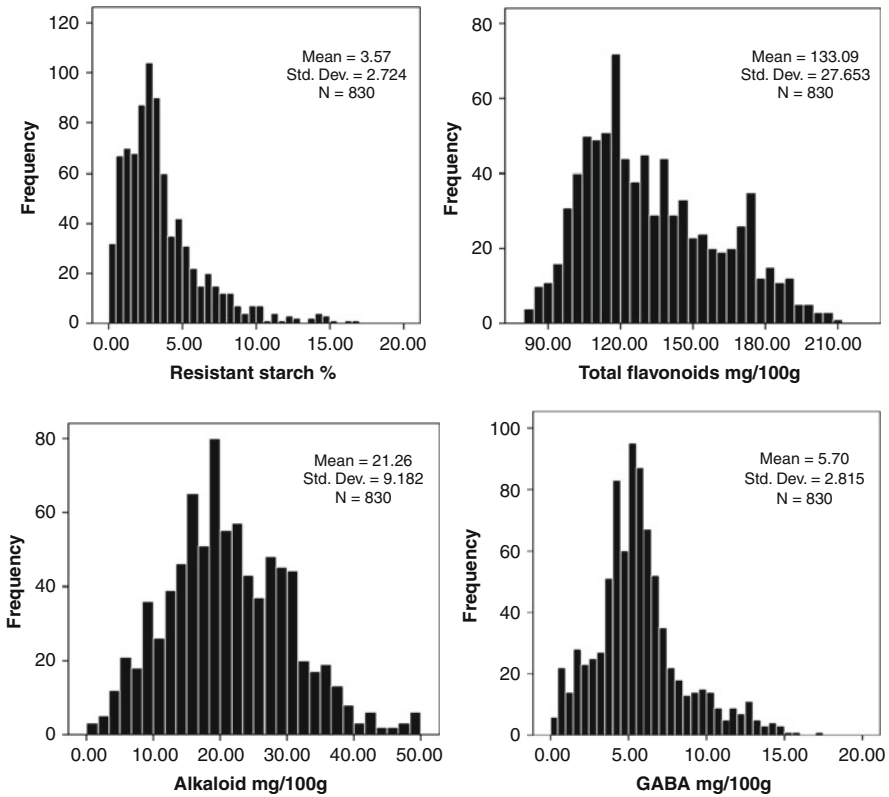 120
100
80
60
40
20
0
Frequency
Mean = 3.57
Std. Dev. = 2.724
N = 830
0.00 5.00 10.00 15.00 20.00
Resistant starch %
80
60
40
20
0
Frequency
Mean = 133.09
Std. Dev. = 27.653
N = 830
90.00 120.00 150.00 180.00 210.00
Total flavonoids mg/100g
80
60
40
20
0
Frequency
Mean = 21.26
Std. Dev. = 9.182
N = 830
0.00 10.00 20.00 30.00 40.00 50.00
Alkaloid mg/100g
100
80
60
40
20
0
Frequency
Mean = 5.70
Std. Dev. = 2.815
N = 830
0.00 5.00 10.00 15.00 20.00
GABA mg/100g